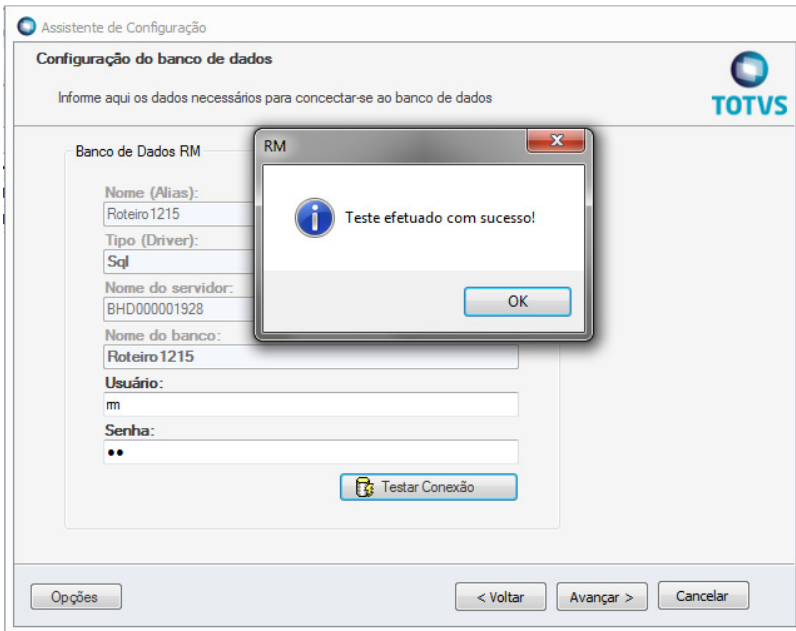 Assistente de Configuração
Configuração do banco de dados
Informe aqui os dados necessários para concectar-se ao banco de dados
TOTVS
Banco de Dados RM
Nome (Alias):
Roteiro1215
Tipo (Driver):
Sql
Nome do servidor:
BHD000001928
Nome do banco:
Roteiro1215
Usuário:
rm
Senha:
••
Testar Conexão
RM
Teste efetuado com sucesso!
OK
Opções
< Voltar
Avançar >
Cancelar